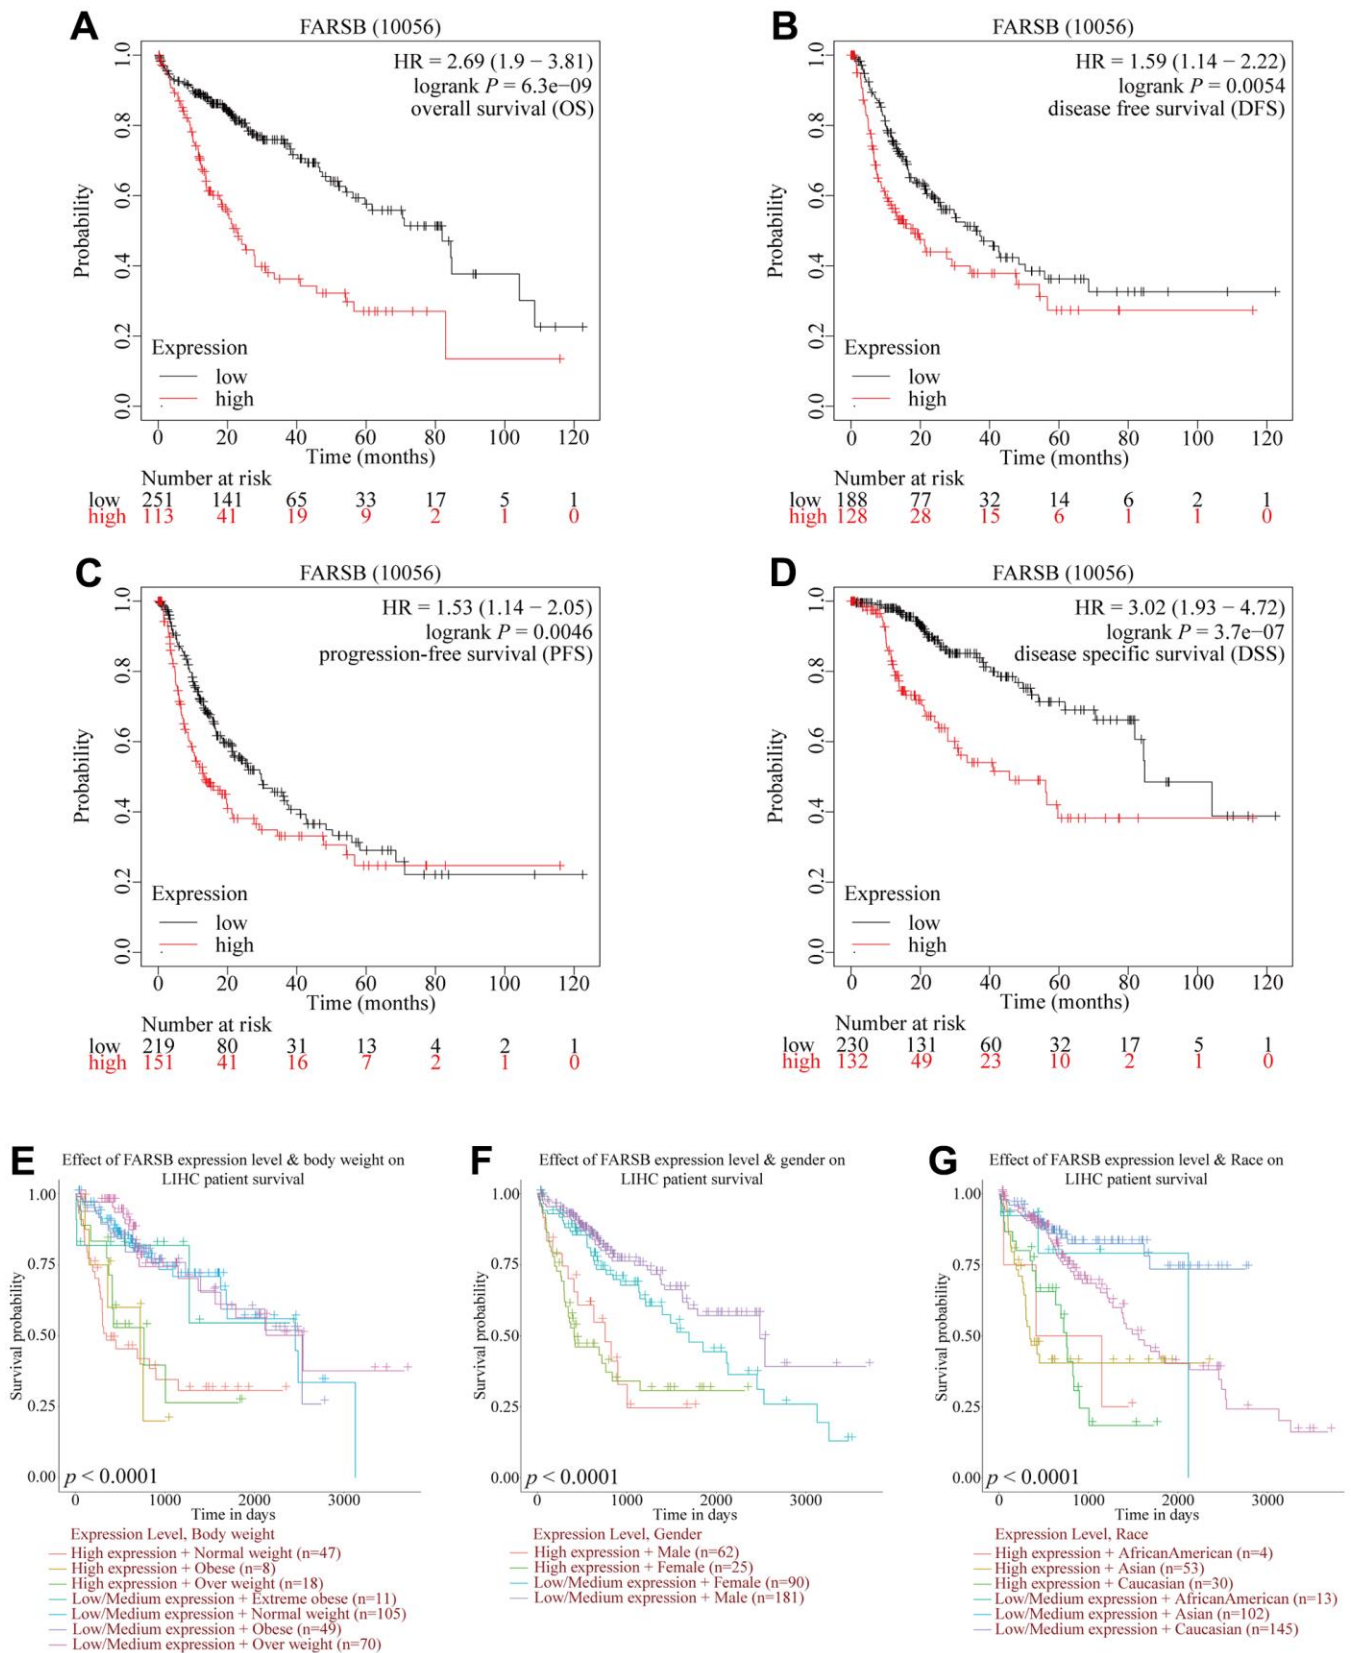 A
FARSB (10056)
HR = 2.69 (1.9 − 3.81)
logrank P = 6.3e−09
overall survival (OS)
Probability
1.0
0.8
0.6
0.4
0.2
0.0
Expression
low
high
0 20 40 60 80 100 120
Time (months)
Number at risk
low 251 141 65 33 17 5 1
high 113 41 19 9 2 1 0
B
FARSB (10056)
HR = 1.59 (1.14 − 2.22)
logrank P = 0.0054
disease free survival (DFS)
Probability
1.0
0.8
0.6
0.4
0.2
0.0
Expression
low
high
0 20 40 60 80 100 120
Time (months)
Number at risk
low 188 77 32 14 6 2 1
high 128 28 15 6 1 1 0
C
FARSB (10056)
HR = 1.53 (1.14 − 2.05)
logrank P = 0.0046
progression-free survival (PFS)
Probability
1.0
0.8
0.6
0.4
0.2
0.0
Expression
low
high
0 20 40 60 80 100 120
Time (months)
Number at risk
low 219 80 31 13 4 2 1
high 151 41 16 7 2 1 0
D
FARSB (10056)
HR = 3.02 (1.93 − 4.72)
logrank P = 3.7e−07
disease specific survival (DSS)
Probability
1.0
0.8
0.6
0.4
0.2
0.0
Expression
low
high
0 20 40 60 80 100 120
Time (months)
Number at risk
low 230 131 60 32 17 5 1
high 132 49 23 10 2 1 0
E
Effect of FARSB expression level & body weight on
LIHC patient survival
Survival probability
1.00
0.75
0.50
0.25
0.00
p < 0.0001
0 1000 2000 3000
Time in days
Expression Level, Body weight
High expression + Normal weight (n=47)
High expression + Obese (n=8)
High expression + Over weight (n=18)
Low/Medium expression + Extreme obese (n=11)
Low/Medium expression + Normal weight (n=105)
Low/Medium expression + Obese (n=49)
Low/Medium expression + Over weight (n=70)
F
Effect of FARSB expression level & gender on
LIHC patient survival
Survival probability
1.00
0.75
0.50
0.25
0.00
p < 0.0001
0 1000 2000 3000
Time in days
Expression Level, Gender
High expression + Male (n=62)
High expression + Female (n=25)
Low/Medium expression + Female (n=90)
Low/Medium expression + Male (n=181)
G
Effect of FARSB expression level & Race on
LIHC patient survival
Survival probability
1.00
0.75
0.50
0.25
0.00
p < 0.0001
0 1000 2000 3000
Time in days
Expression Level, Race
High expression + AfricanAmerican (n=4)
High expression + Asian (n=53)
High expression + Caucasian (n=30)
Low/Medium expression + AfricanAmerican (n=13)
Low/Medium expression + Asian (n=102)
Low/Medium expression + Caucasian (n=145)